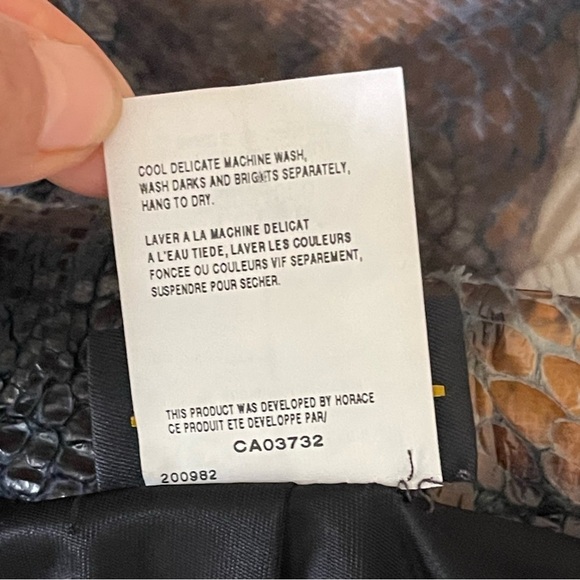 COOL DELICATE MACHINE WASH,
WASH DARKS AND BRIGHTS SEPARATELY,
HANG TO DRY.
LAVER A LA MACHINE DELICAT
A L'EAU TIEDE, LAVER LES COULEURS
FONCEE OU COULEURS VIF SEPAREMENT,
SUSPENDRE POUR SECHER.
THIS PRODUCT WAS DEVELOPED BY HORACE
CE PRODUIT ETE DEVELOPPE PAR/
CA03732
200982